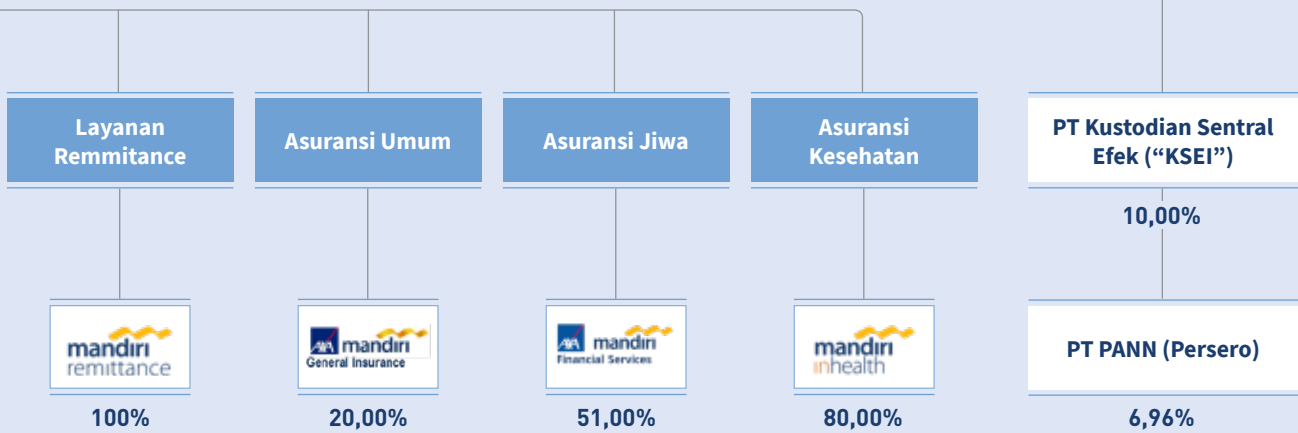 Layanan
Remmitance
Asuransi Umum
Asuransi Jiwa
Asuransi
Kesehatan
PT Kustodian Sentral
Efek (“KSEI”)
10,00%
mandiri
remittance
AXA mandiri
General Insurance
AXA mandiri
Financial Services
mandiri
inhealth
PT PANN (Persero)
100%
20,00%
51,00%
80,00%
6,96%